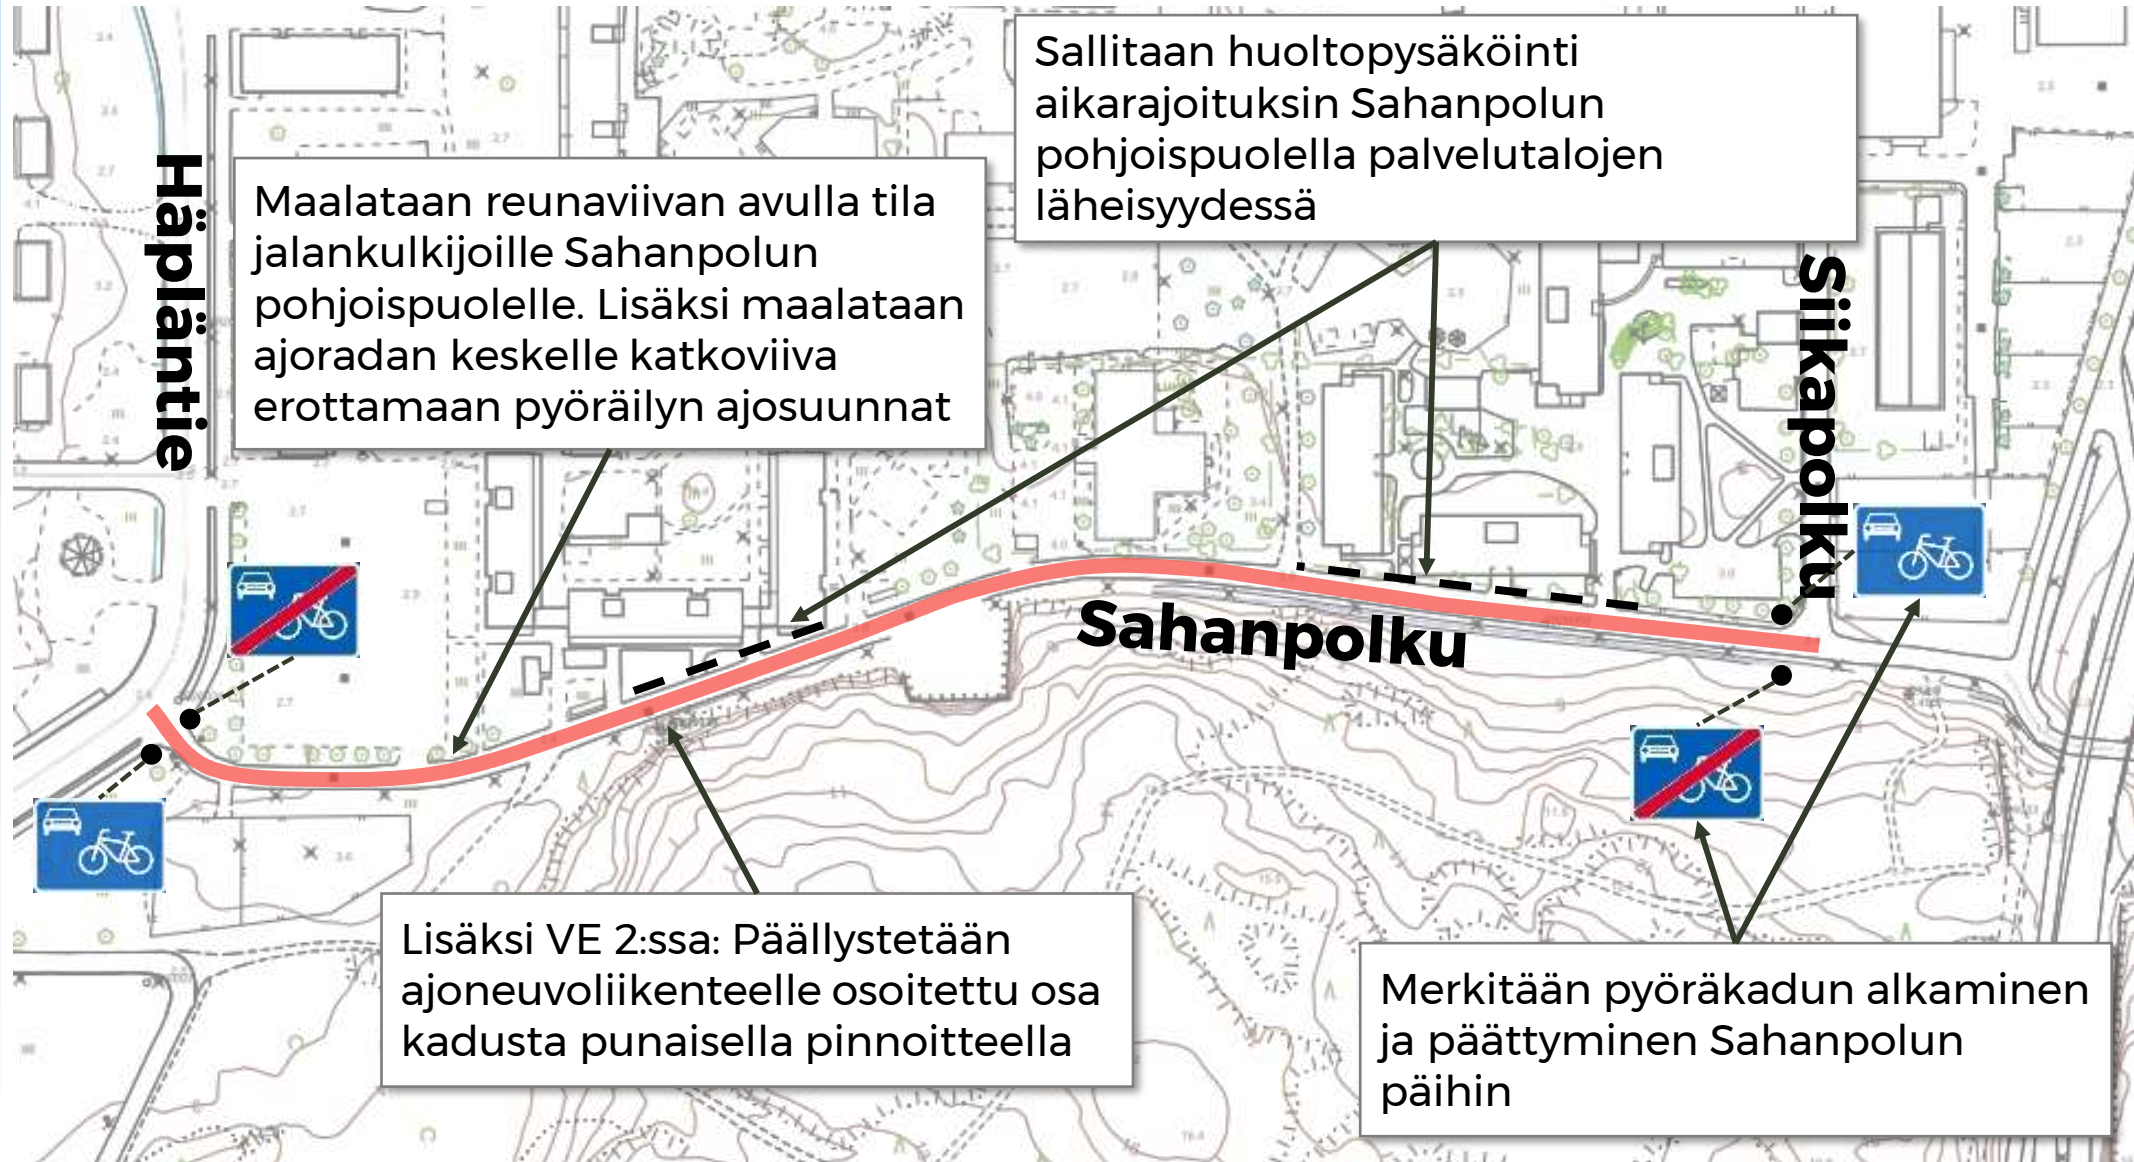 Sallitaan huoltopysäköinti
aikarajoituksin Sahanpolun
pohjoispuolella palvelutalojen
läheisyydessä
Häpläntie
Maalataan reunaviivan avulla tila
jalankulkijoille Sahanpolun
pohjoispuolelle. Lisäksi maalataan
ajoradan keskelle katkoviiva
erottamaan pyöräilyn ajosuunnat
Siikapolku
Sahanpolku
Lisäksi VE 2:ssa: Päällystetään
ajoneuvoliikenteelle osoitettu osa
kadusta punaisella pinnoitteella
Merkitään pyöräkadun alkaminen
ja päättyminen Sahanpolun
päihin